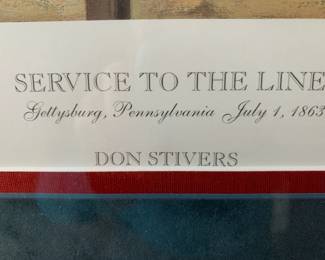 SERVICE TO THE LINE
Gettysburg, Pennsylvania July 1, 1863
DON STIVERS